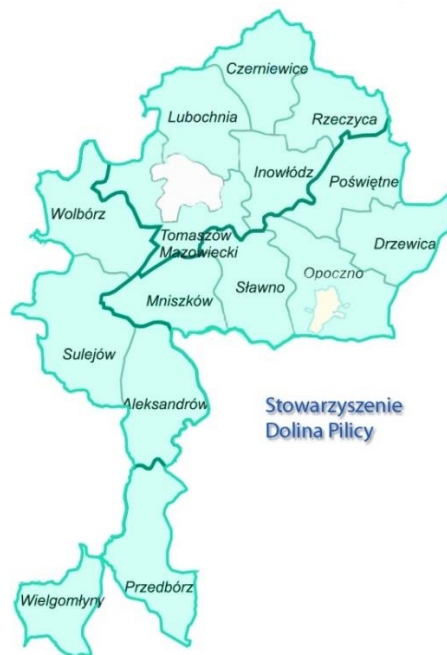 Czerniewice
Lubochnia
Rzeczyca
Inowłódz
Poświętne
Wolbórz
Tomaszów
Mazowiecki
Drzewica
Opoczno
Sławno
Mniszków
Sulejów
Aleksandrów
Stowarzyszenie
Dolina Pilicy
Przedbórz
Wielgomłyny